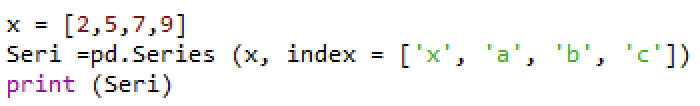 x = [2,5,7,9]
Seri =pd.Series (x, index = ['x', 'a', 'b', 'c'])
print (Seri)